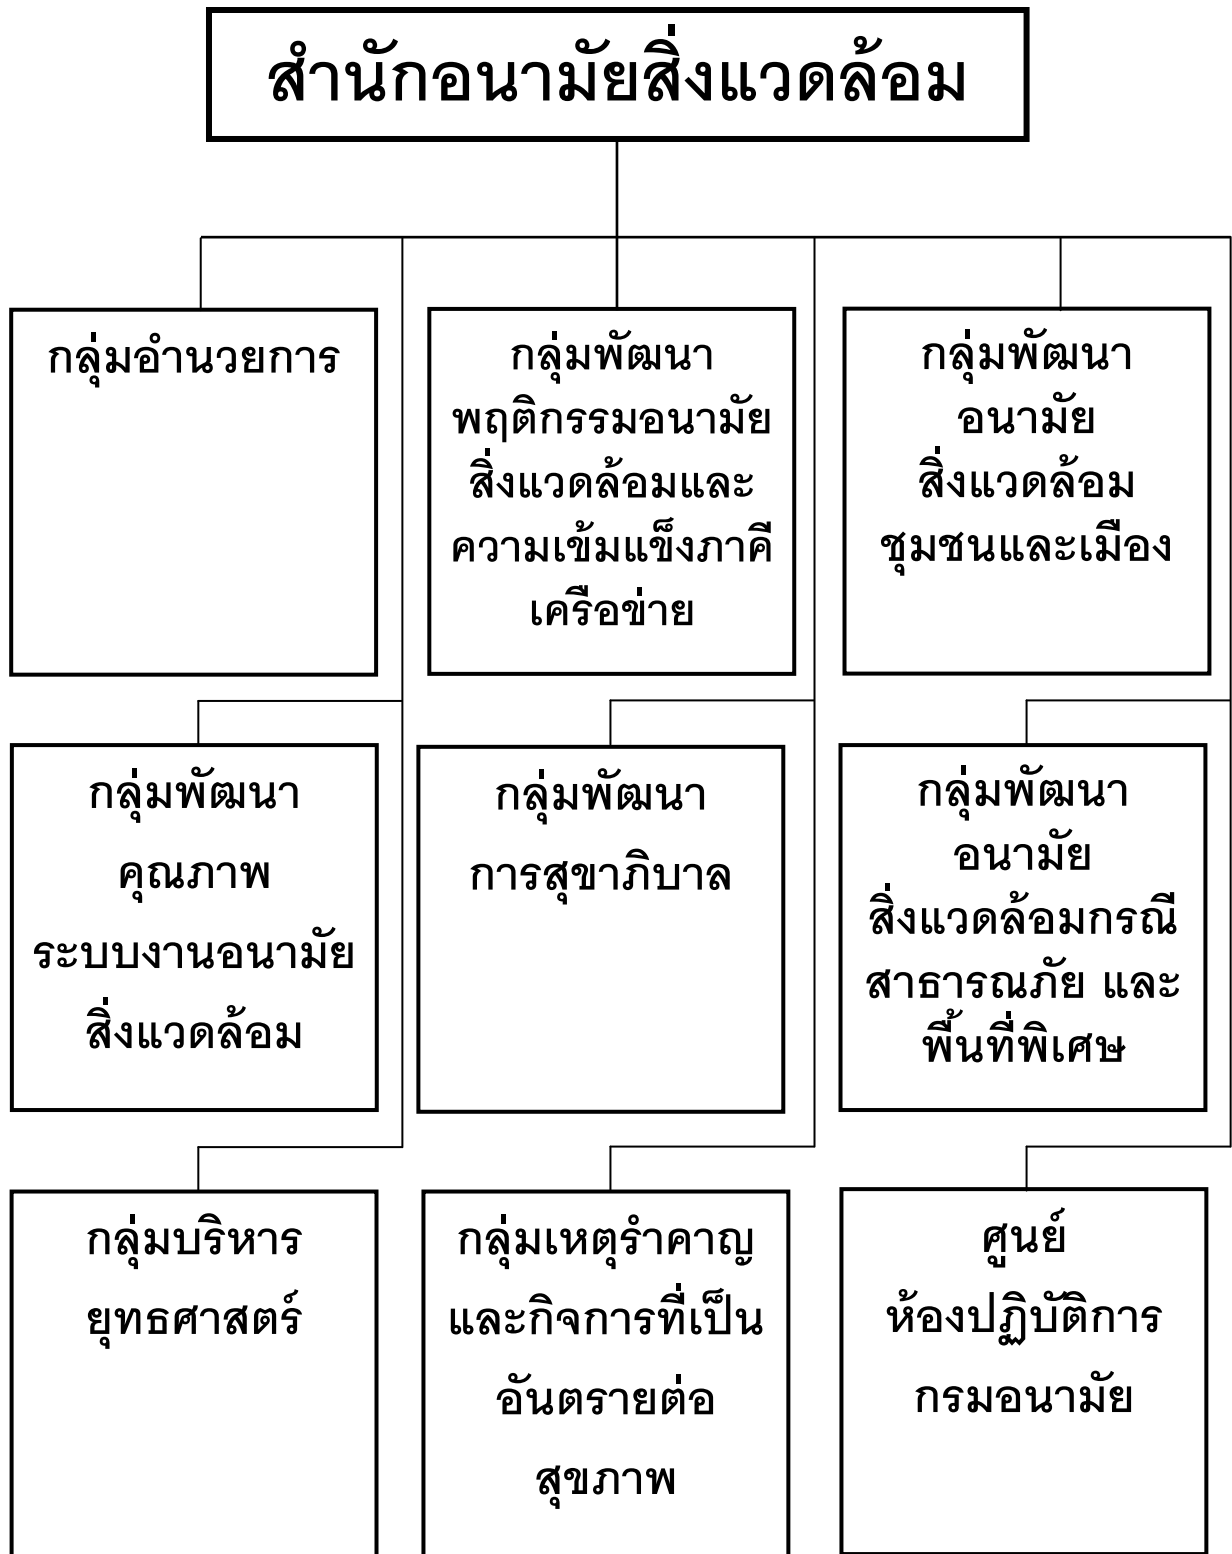 สำนักอนามัยสิ่งแวดล้อม
กลุ่มอำนวยการ
กลุ่มพัฒนา
พฤติกรรมอนามัย
สิ่งแวดล้อมและ
ความเข้มแข็งภาคี
เครือข่าย
กลุ่มพัฒนา
อนามัย
สิ่งแวดล้อม
ชุมชนและเมือง
กลุ่มพัฒนา
คุณภาพ
ระบบงานอนามัย
สิ่งแวดล้อม
กลุ่มพัฒนา
การสุขาภิบาล
กลุ่มพัฒนา
อนามัย
สิ่งแวดล้อมกรณี
สาธารณภัย และ
พื้นที่พิเศษ
กลุ่มบริหาร
ยุทธศาสตร์
กลุ่มเหตุรำคาญ
และกิจการที่เป็น
อันตรายต่อ
สุขภาพ
ศูนย์
ห้องปฏิบัติการ
กรมอนามัย